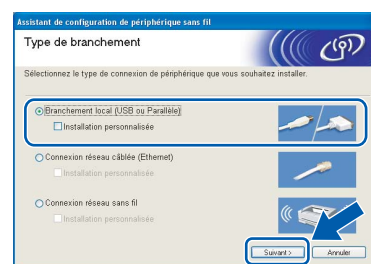 Assistant de configuration de périphérique sans fil
Type de branchement
Sélectionnez le type de connexion de périphérique que vous souhaitez installer.
Branchement local (USB ou Parallèle)
Installation personnalisée
Connexion réseau câblée (Ethernet)
Installation personnalisée
Connexion réseau sans fil
Installation personnalisée
Suivant >
Annuler